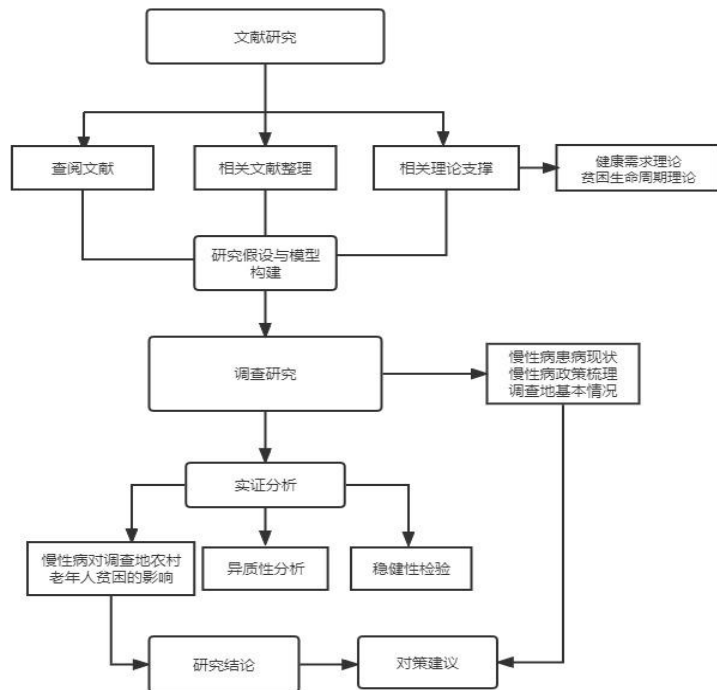 文献研究
查阅文献
相关文献整理
相关理论支撑
健康需求理论
贫困生命周期理论
研究假设与模型
构建
调查研究
慢性病患病现状
慢性病政策梳理
调查地基本情况
实证分析
慢性病对调查地农村
老年人贫困的影响
异质性分析
稳健性检验
研究结论
对策建议